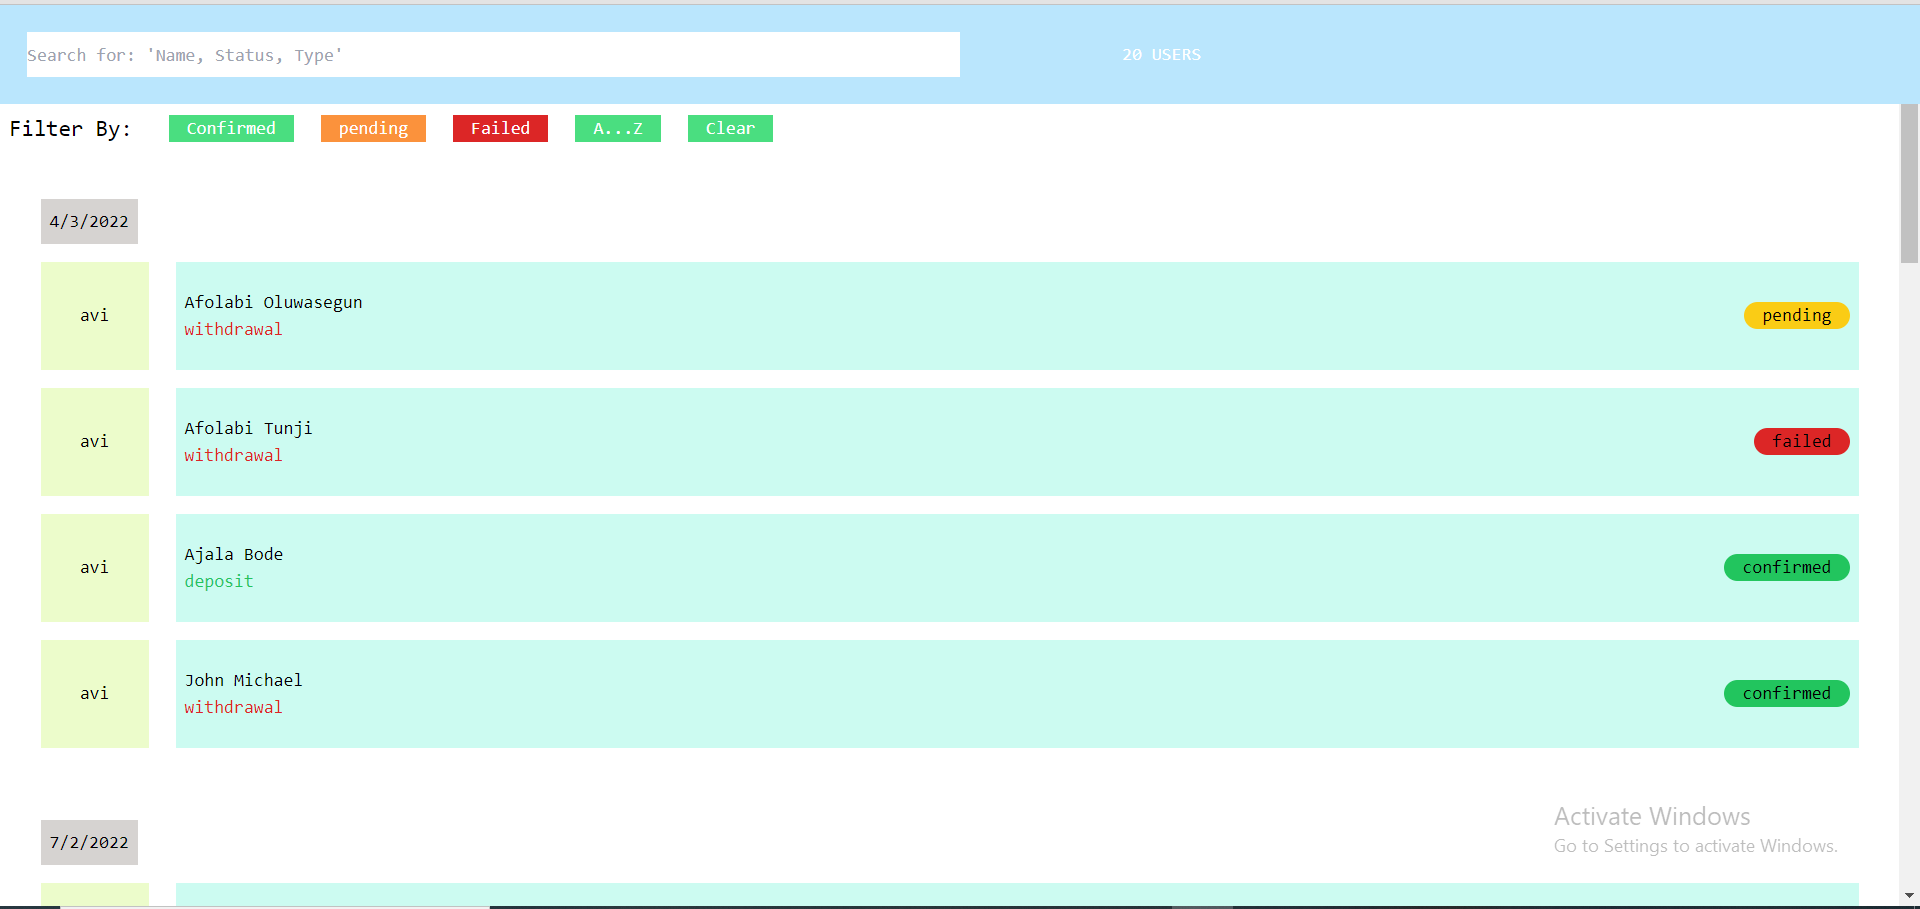 Search for: 'Name, Status, Type'
20 USERS
Filter By: Confirmed pending Failed A...Z Clear
4/3/2022
avi
Afolabi Oluwasegun
withdrawal
pending
avi
Afolabi Tunji
withdrawal
failed
avi
Ajala Bode
deposit
confirmed
avi
John Michael
withdrawal
confirmed
7/2/2022
Activate Windows
Go to Settings to activate Windows.